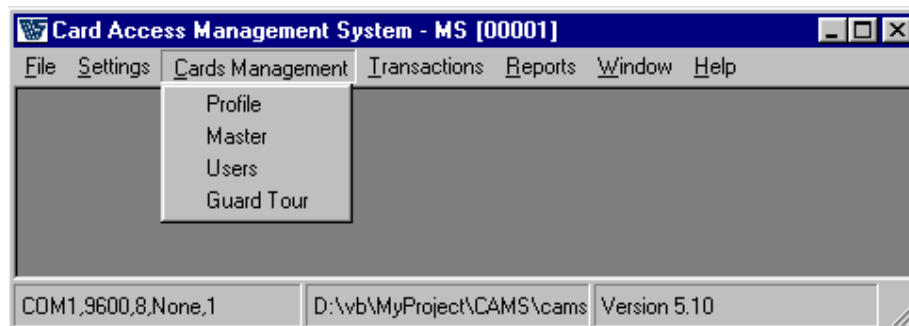 Card Access Management System - MS [00001]
File Settings Cards Management Transactions Reports Window Help
Profile
Master
Users
Guard Tour
COM1,9600,8,None,1 D:\vb\MyProject\CAMS\cams Version 5.10